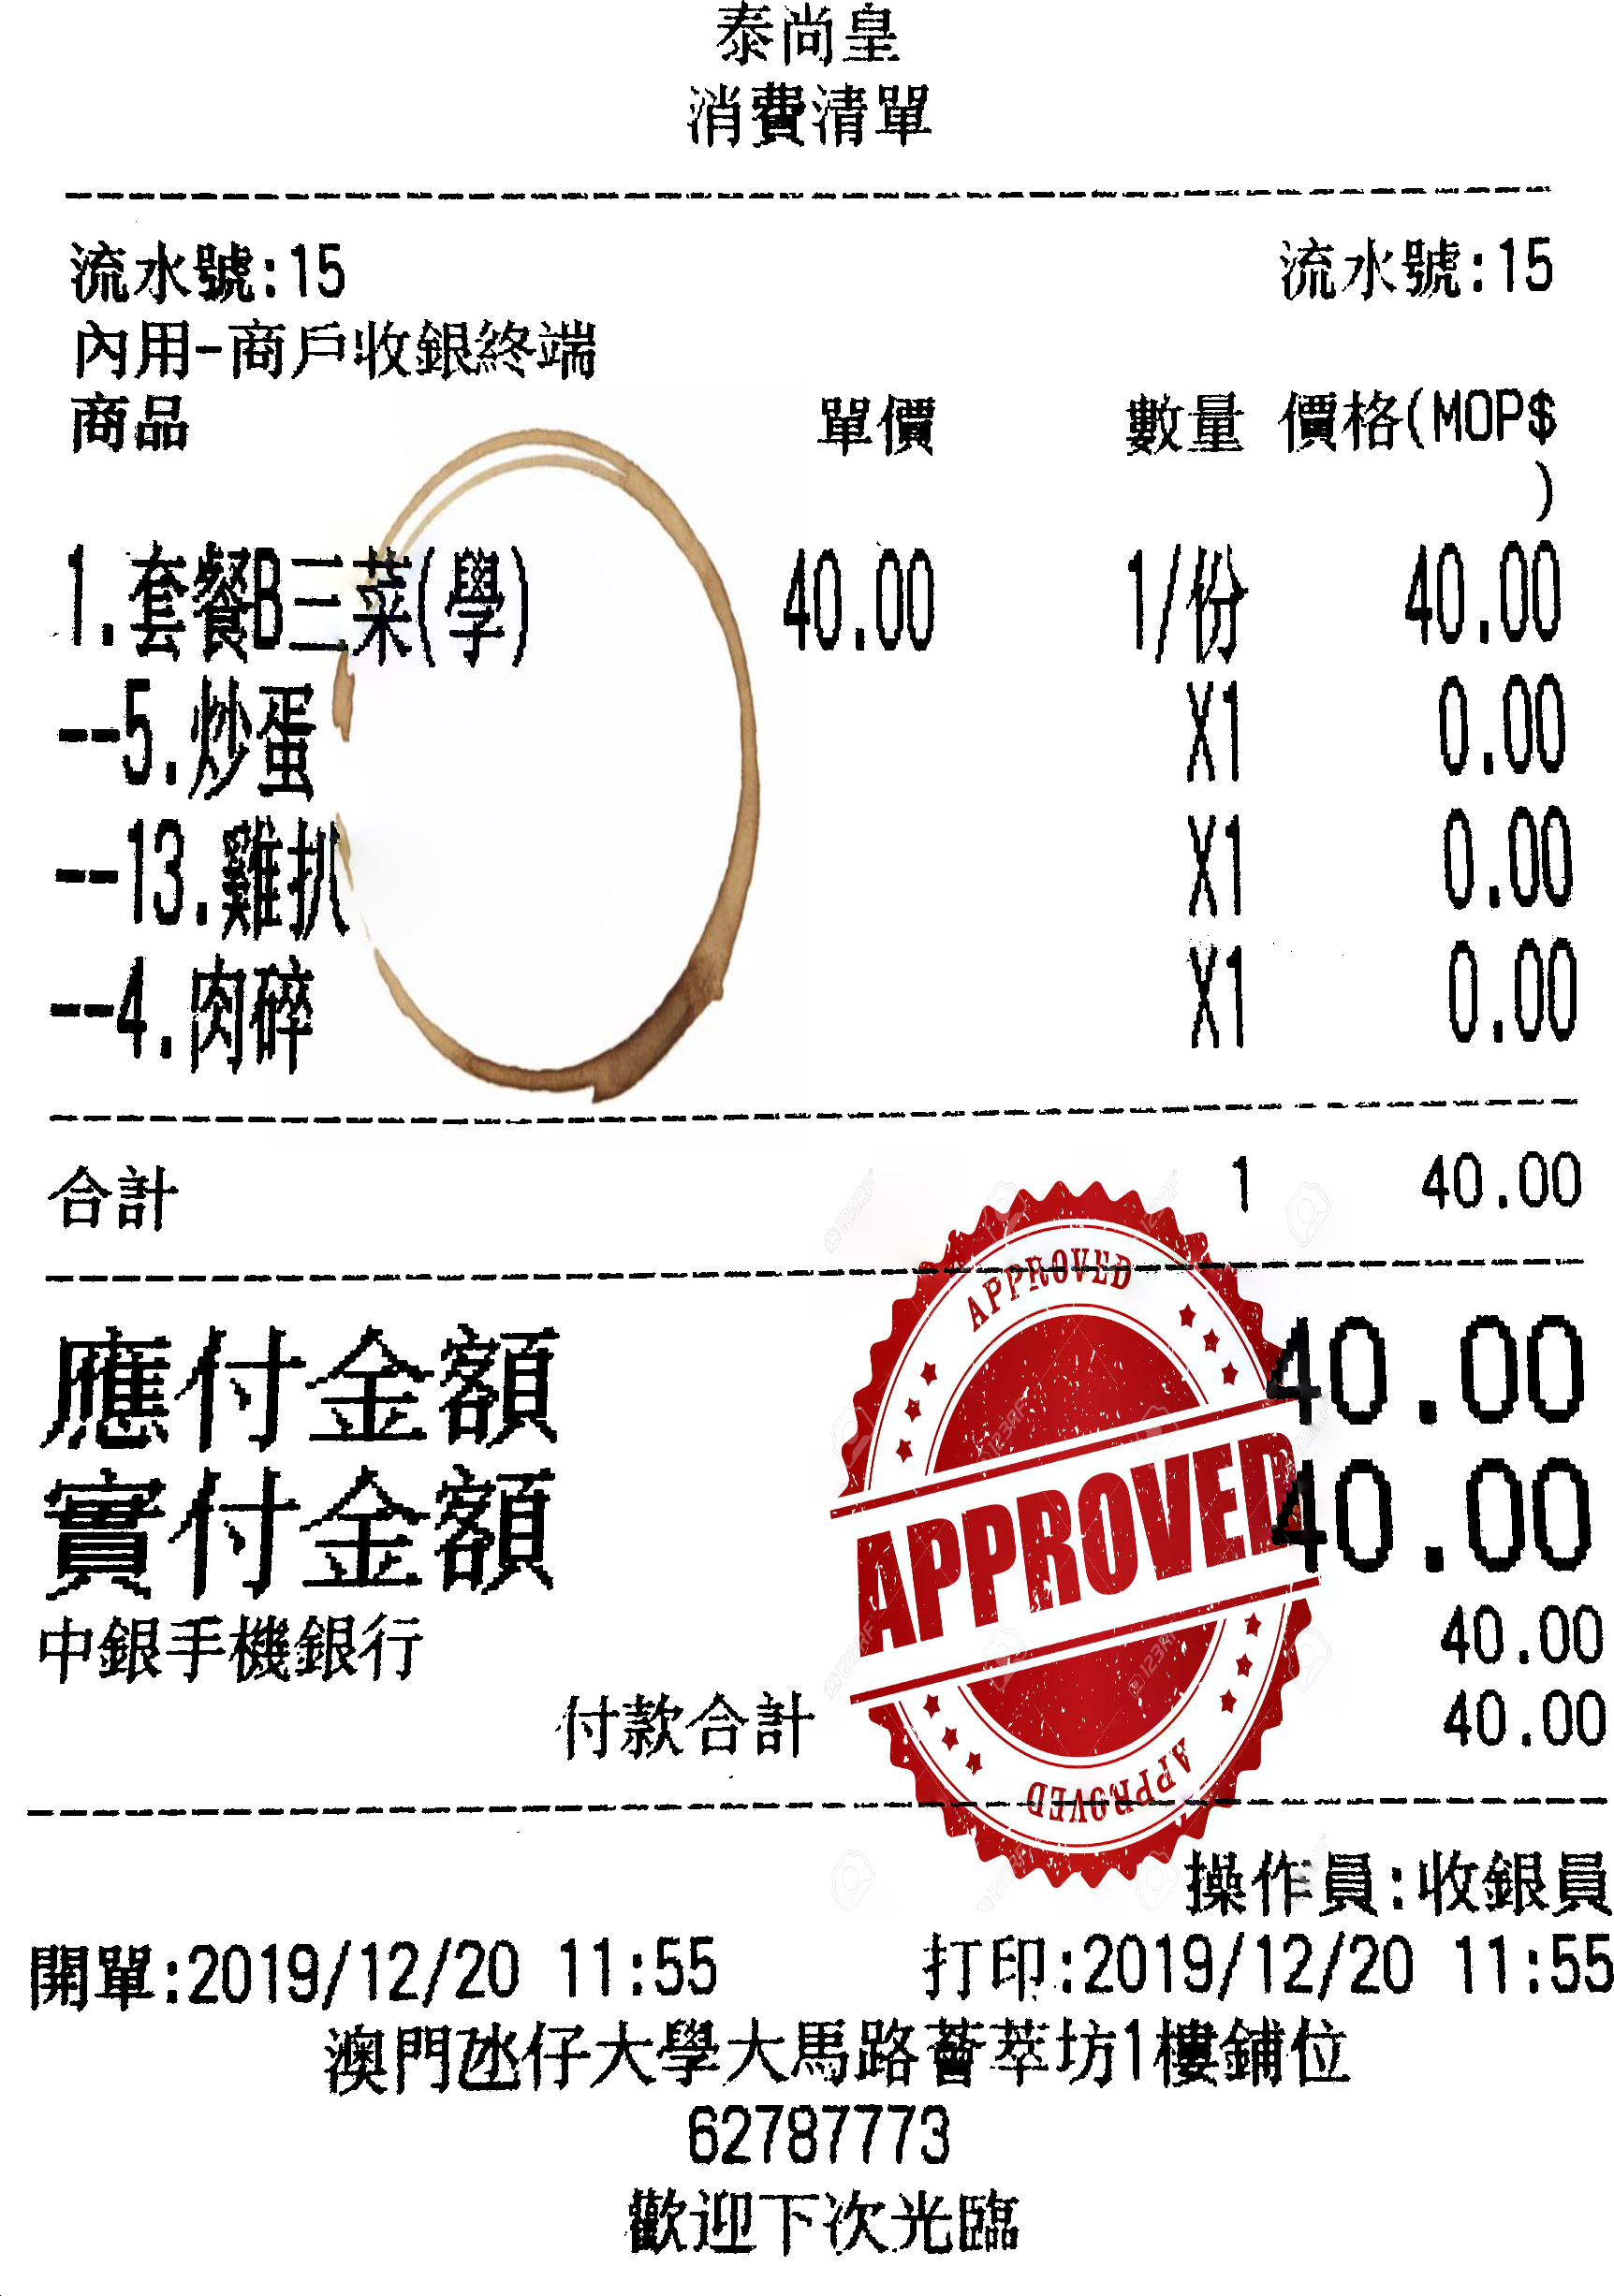 泰尚皇
消費清單
流水號:15 流水號:15
內用-商戶收銀終端
商品 單價 數量 價格(MOP$
)
1.套餐B三菜(學) 40.00 1/份 40.00
--5.炒蛋 X1 0.00
--13.雞扒 X1 0.00
--4.肉碎 X1 0.00
合計 1 40.00
APPROVED
應付金額 40.00
APPROVED
實付金額 40.00
中銀手機銀行 40.00
付款合計 40.00
APPROVED
操作員:收銀員
開單:2019/12/20 11:55 打印:2019/12/20 11:55
澳門氹仔大學大馬路薈萃坊1樓鋪位
62787773
歡迎下次光臨